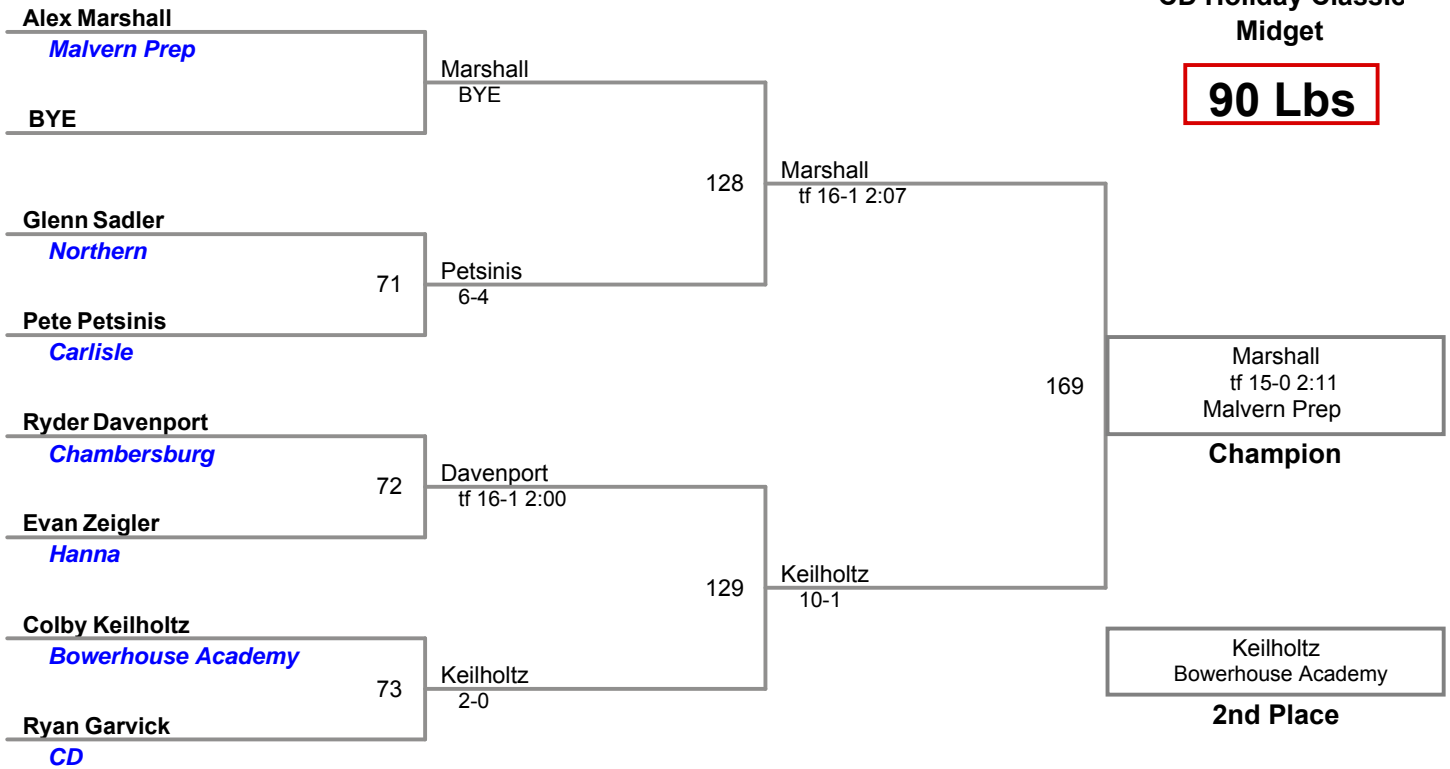 CD Holiday Classic
Midget
90 Lbs
Alex Marshall
Malvern Prep
BYE
Marshall
BYE
Glenn Sadler
Northern
71
Pete Petsinis
Carlisle
Petsinis
6-4
128
Marshall
tf 16-1 2:07
Ryder Davenport
Chambersburg
72
Evan Zeigler
Hanna
Davenport
tf 16-1 2:00
Colby Keilholtz
Bowerhouse Academy
73
Ryan Garvick
CD
Keilholtz
2-0
129
Keilholtz
10-1
169
Marshall
tf 15-0 2:11
Malvern Prep
Champion
Keilholtz
Bowerhouse Academy
2nd Place